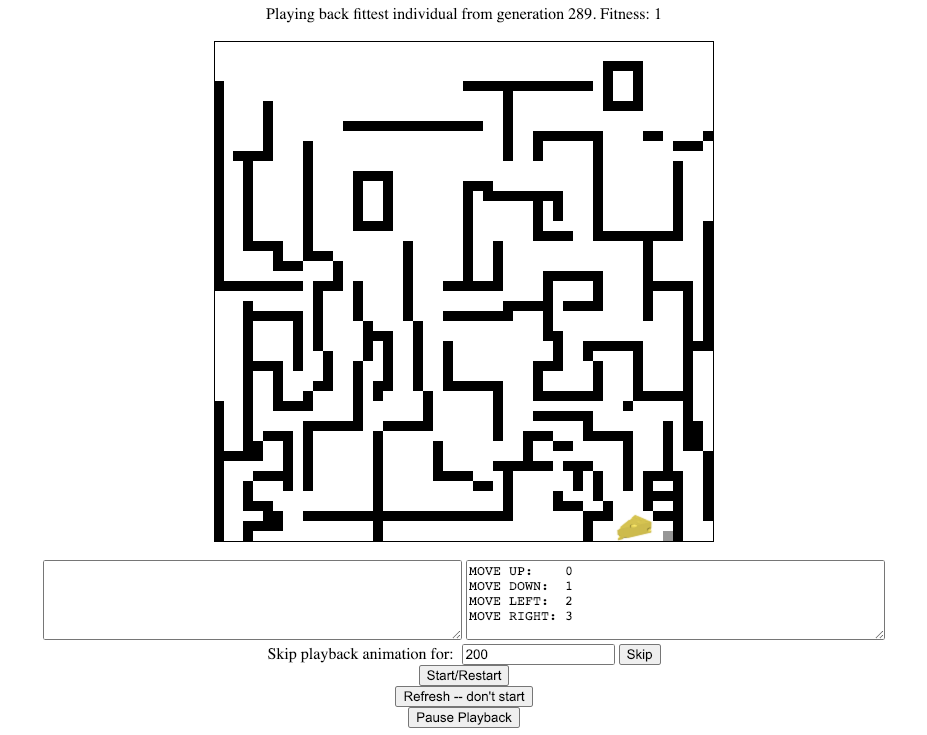 Playing back fittest individual from generation 289. Fitness: 1
MOVE UP: 0
MOVE DOWN: 1
MOVE LEFT: 2
MOVE RIGHT: 3
Skip playback animation for: 200 Skip
Start/Restart
Refresh -- don't start
Pause Playback